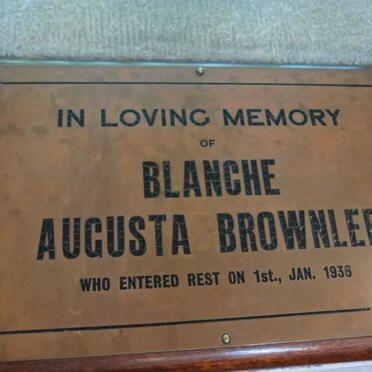 IN LOVING MEMORY
OF
BLANCHE
AUGUSTA BROWNLEE
WHO ENTERED REST ON 1st., JAN. 1936